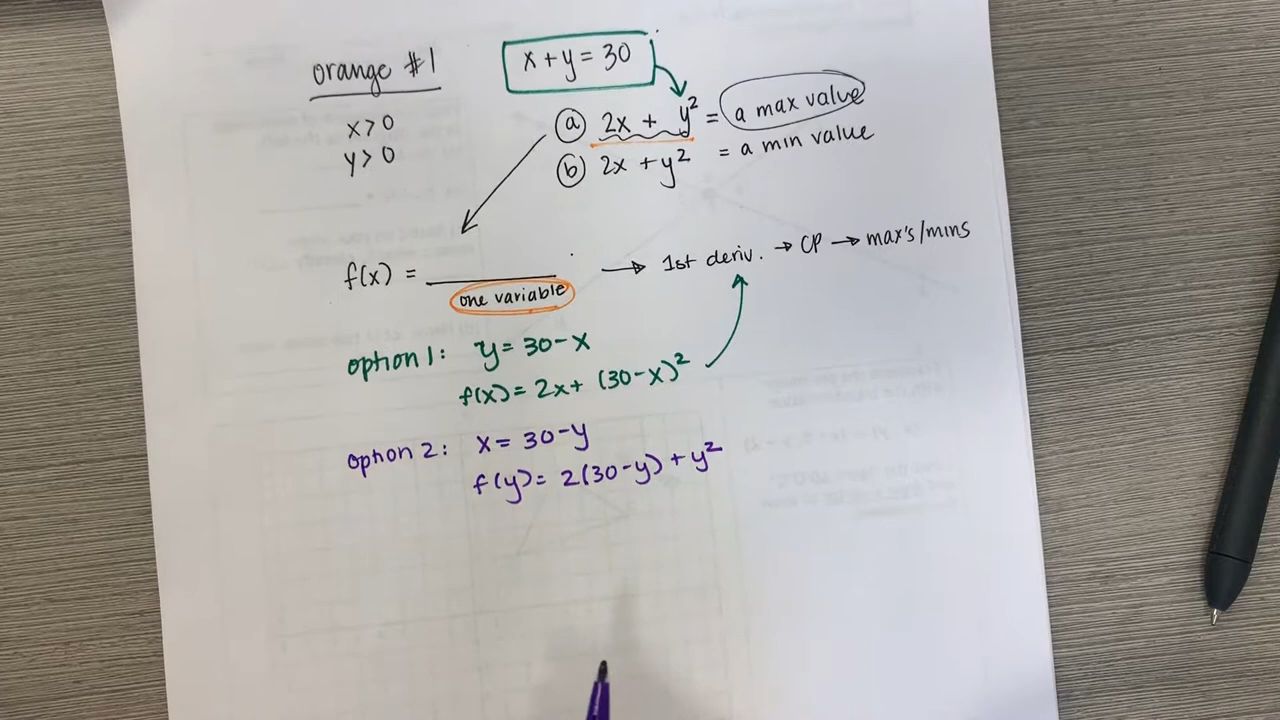 orange #1
x + y = 30
x > 0
y > 0
ⓐ 2x + y² = a max value
ⓑ 2x + y² = a min value
f(x) = ________ → 1st deriv. → CP → max's/mins
one variable
option 1: y = 30 - x
f(x) = 2x + (30 - x)²
option 2: x = 30 - y
f(y) = 2(30 - y) + y²